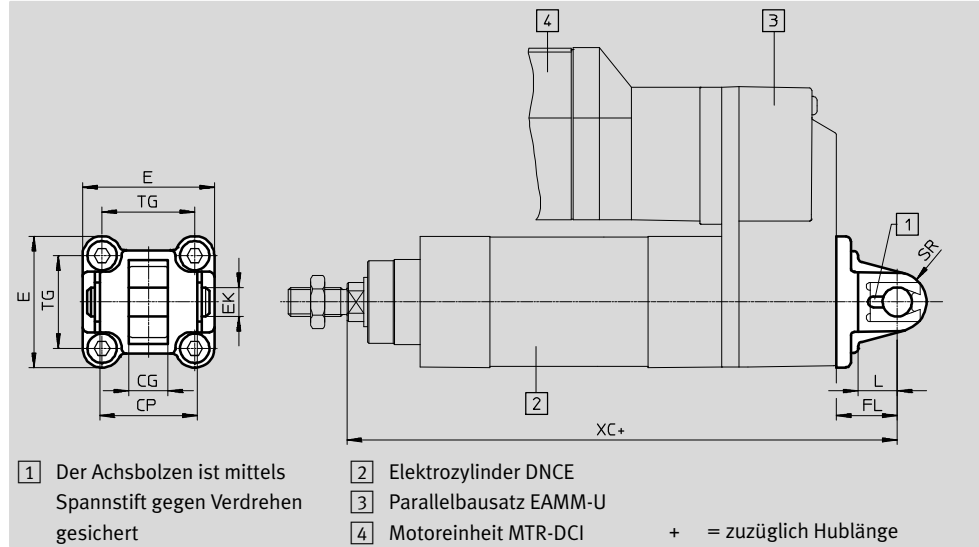 4
3
E
TG
1
SR
E
TG
EK
CG
CP
2
L
FL
XC+
1 Der Achsbolzen ist mittels
Spannstift gegen Verdrehen
gesichert
2 Elektrozylinder DNCE
3 Parallelbausatz EAMM-U
4 Motoreinheit MTR-DCI
+ = zuzüglich Hublänge